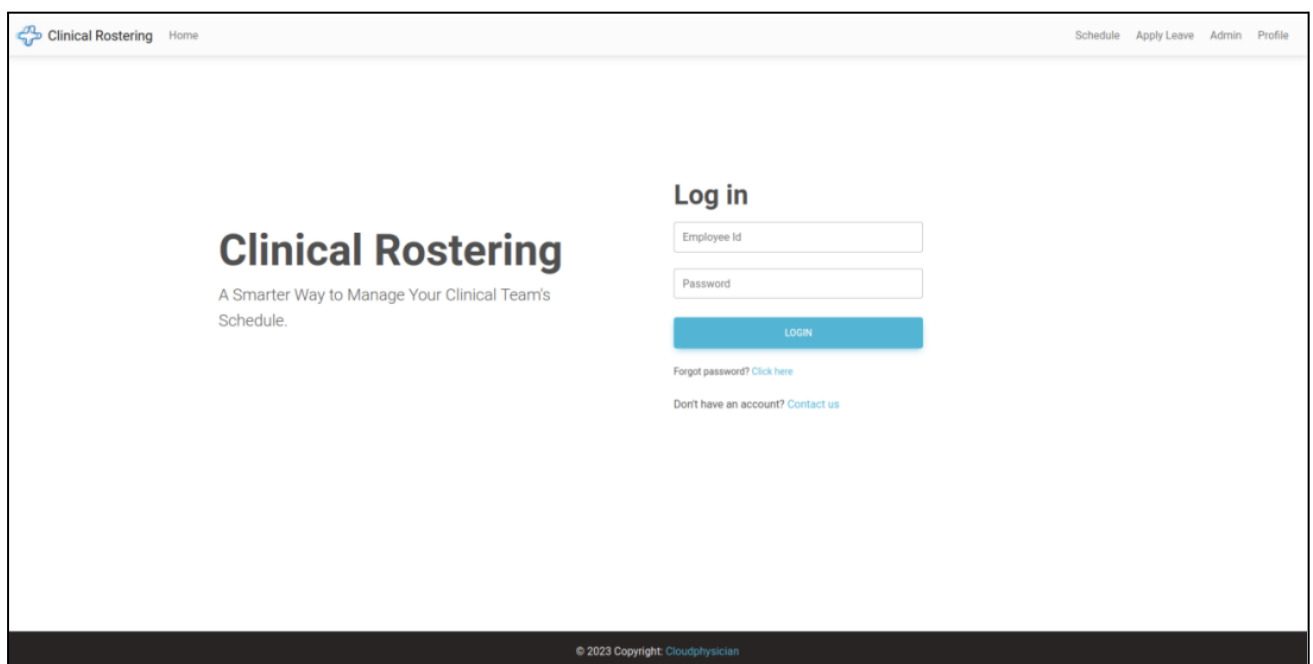 Clinical Rostering Home Schedule Apply Leave Admin Profile
Clinical Rostering
A Smarter Way to Manage Your Clinical Team's
Schedule.
Log in
Employee Id
Password
LOGIN
Forgot password? Click here
Don't have an account? Contact us
© 2023 Copyright: Cloudphysician